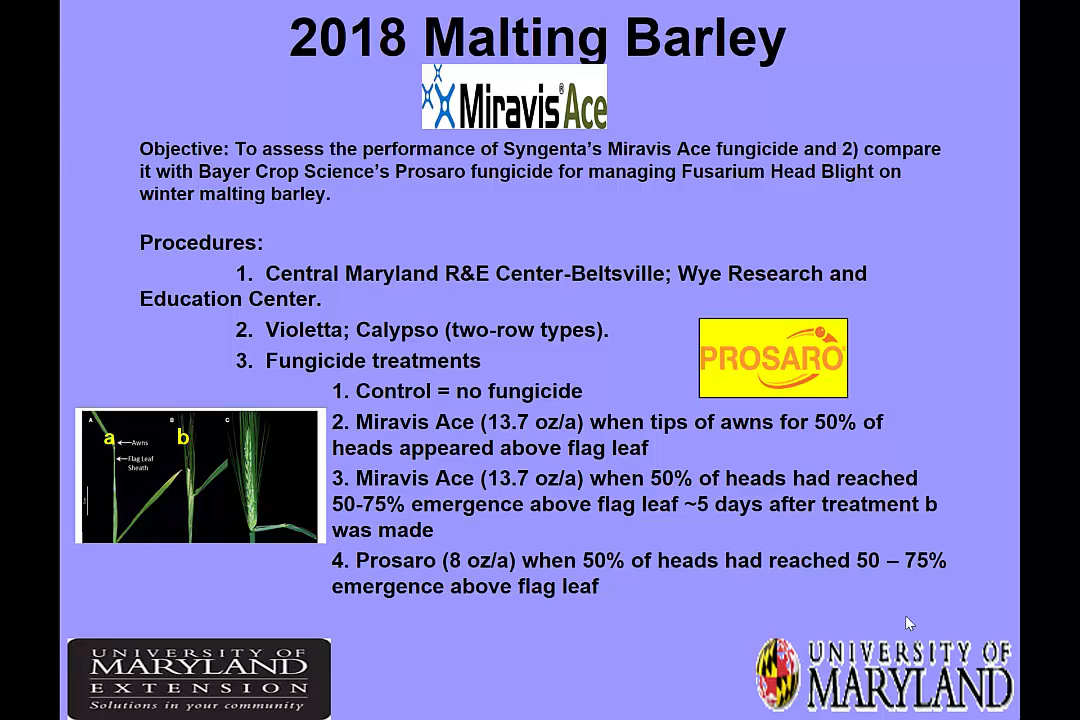 2018 Malting Barley
Miravis® Ace
Objective: To assess the performance of Syngenta's Miravis Ace fungicide and 2) compare
it with Bayer Crop Science's Prosaro fungicide for managing Fusarium Head Blight on
winter malting barley.
Procedures:
1. Central Maryland R&E Center-Beltsville; Wye Research and
Education Center.
2. Violetta; Calypso (two-row types).
3. Fungicide treatments
PROSARO®
1. Control = no fungicide
2. Miravis Ace (13.7 oz/a) when tips of awns for 50% of
heads appeared above flag leaf
3. Miravis Ace (13.7 oz/a) when 50% of heads had reached
50-75% emergence above flag leaf ~5 days after treatment b
was made
4. Prosaro (8 oz/a) when 50% of heads had reached 50 – 75%
emergence above flag leaf
A B C
a b
Awns
Flag Leaf
Sheath
UNIVERSITY OF
MARYLAND
EXTENSION
Solutions in your community
UNIVERSITY OF
MARYLAND